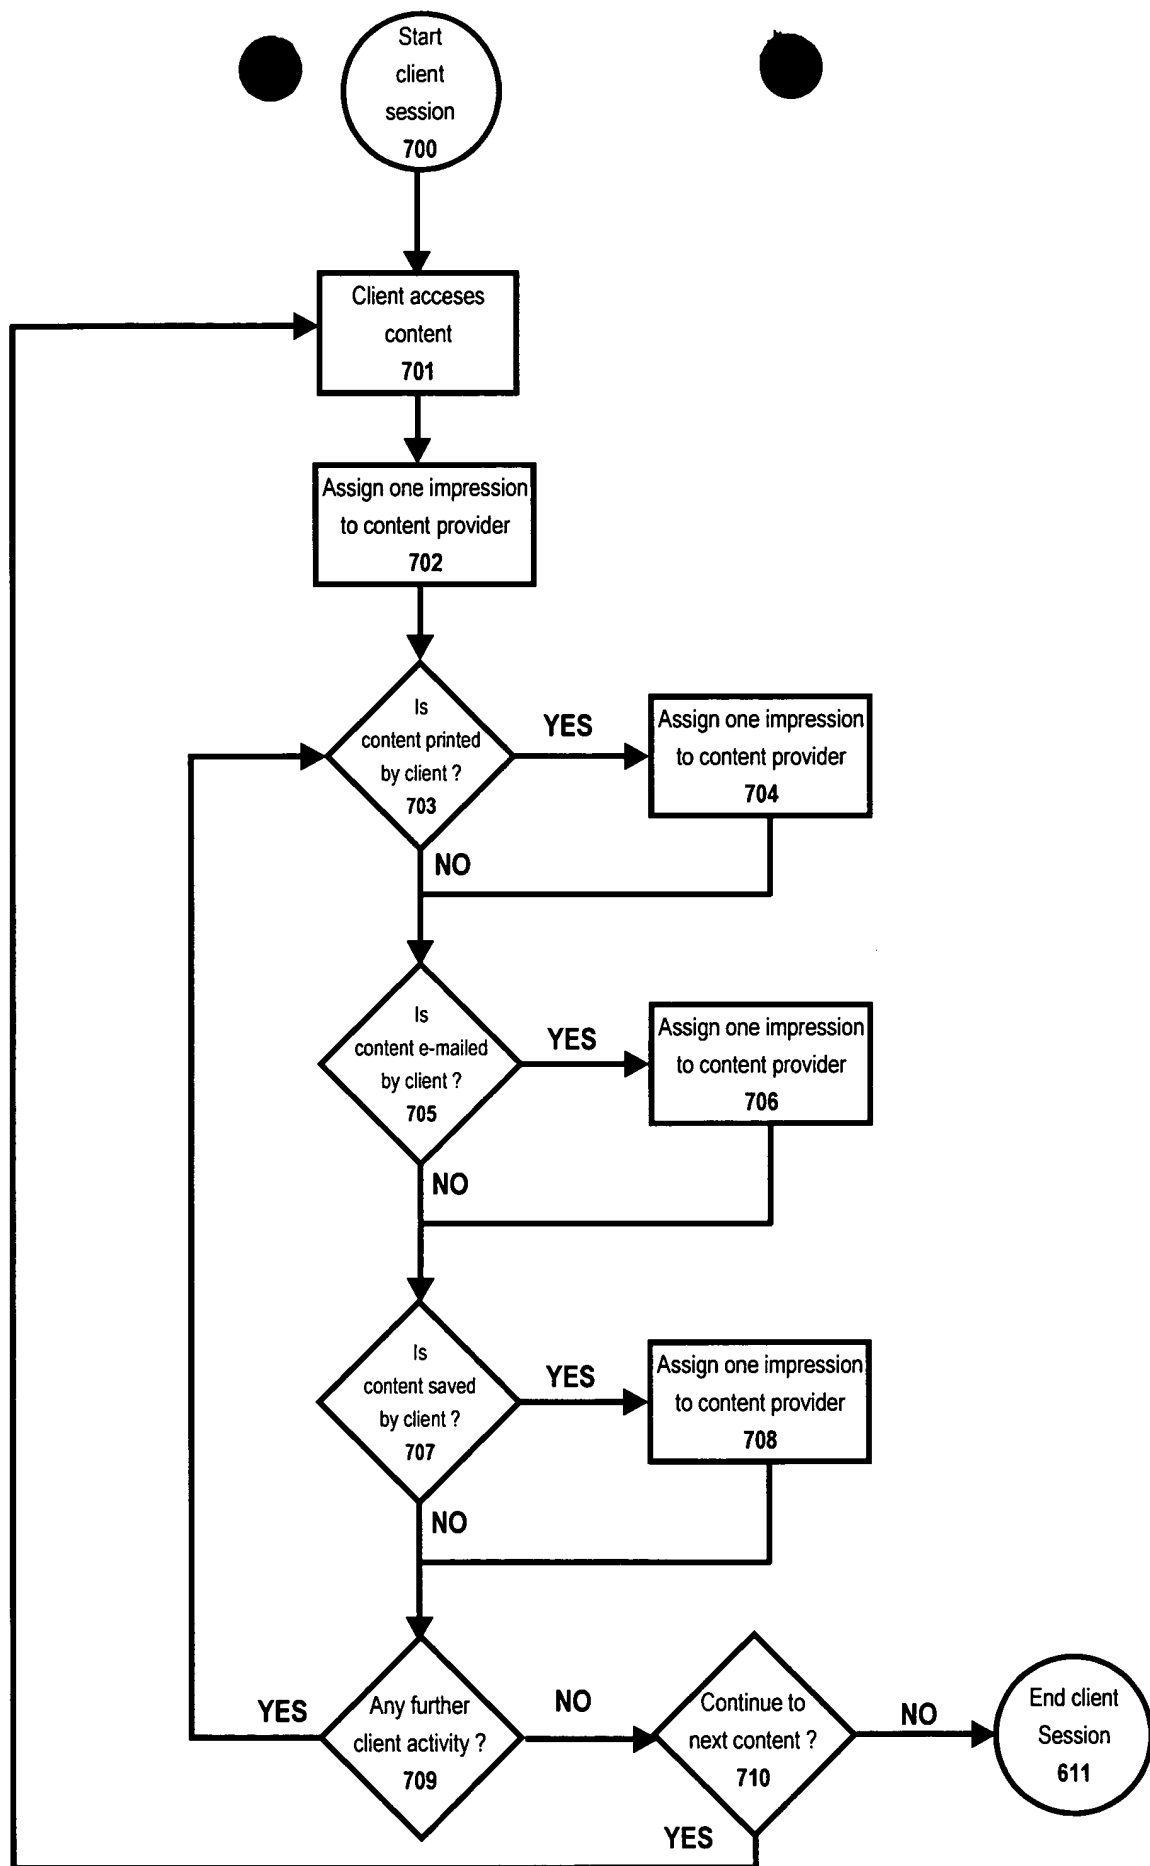 Start
client
session
700
Client acceses
content
701
Assign one impression
to content provider
702
Is
content printed
by client ?
703
YES
Assign one impression
to content provider
704
NO
Is
content e-mailed
by client ?
705
YES
Assign one impression
to content provider
706
NO
Is
content saved
by client ?
707
YES
Assign one impression
to content provider
708
NO
YES
Any further
client activity ?
709
NO
Continue to
next content ?
710
NO
End client
Session
611
YES